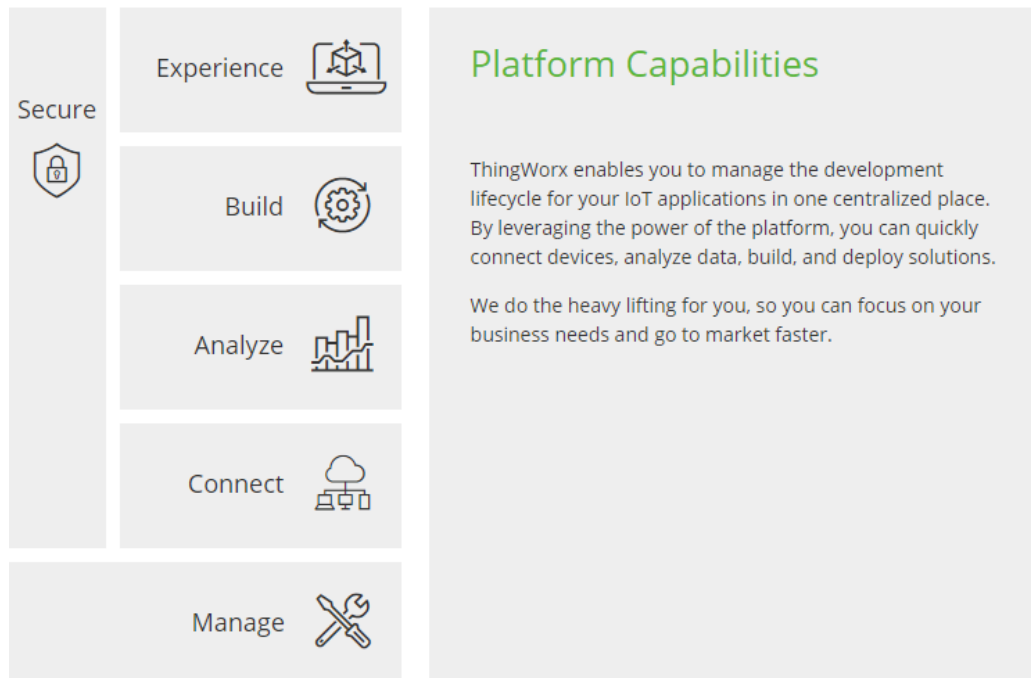 Secure
Experience
Build
Analyze
Connect
Manage
Platform Capabilities
ThingWorx enables you to manage the development
lifecycle for your IoT applications in one centralized place.
By leveraging the power of the platform, you can quickly
connect devices, analyze data, build, and deploy solutions.
We do the heavy lifting for you, so you can focus on your
business needs and go to market faster.